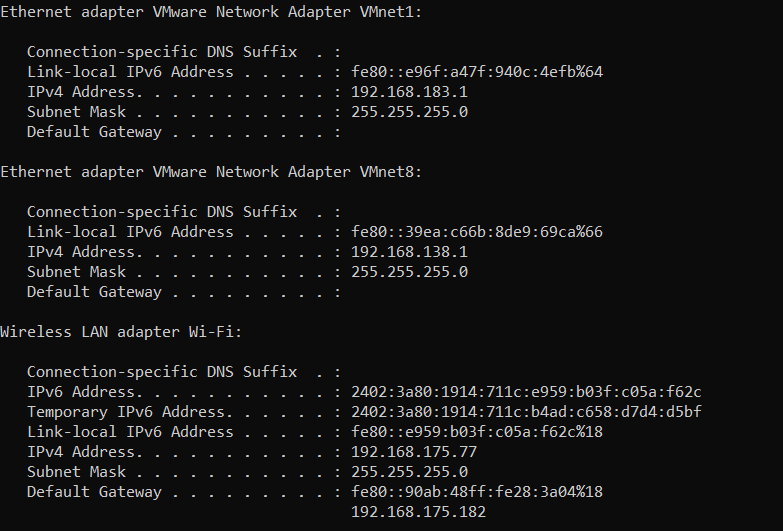 Ethernet adapter VMware Network Adapter VMnet1:
Connection-specific DNS Suffix  . :
Link-local IPv6 Address . . . . . : fe80::e96f:a47f:940c:4efb%64
IPv4 Address. . . . . . . . . . . : 192.168.183.1
Subnet Mask . . . . . . . . . . . : 255.255.255.0
Default Gateway . . . . . . . . . :
Ethernet adapter VMware Network Adapter VMnet8:
Connection-specific DNS Suffix  . :
Link-local IPv6 Address . . . . . : fe80::39ea:c66b:8de9:69ca%66
IPv4 Address. . . . . . . . . . . : 192.168.138.1
Subnet Mask . . . . . . . . . . . : 255.255.255.0
Default Gateway . . . . . . . . . :
Wireless LAN adapter Wi-Fi:
Connection-specific DNS Suffix  . :
IPv6 Address. . . . . . . . . . . : 2402:3a80:1914:711c:e959:b03f:c05a:f62c
Temporary IPv6 Address. . . . . . : 2402:3a80:1914:711c:b4ad:c658:d7d4:d5bf
Link-local IPv6 Address . . . . . : fe80::e959:b03f:c05a:f62c%18
IPv4 Address. . . . . . . . . . . : 192.168.175.77
Subnet Mask . . . . . . . . . . . : 255.255.255.0
Default Gateway . . . . . . . . . : fe80::90ab:48ff:fe28:3a04%18
192.168.175.182